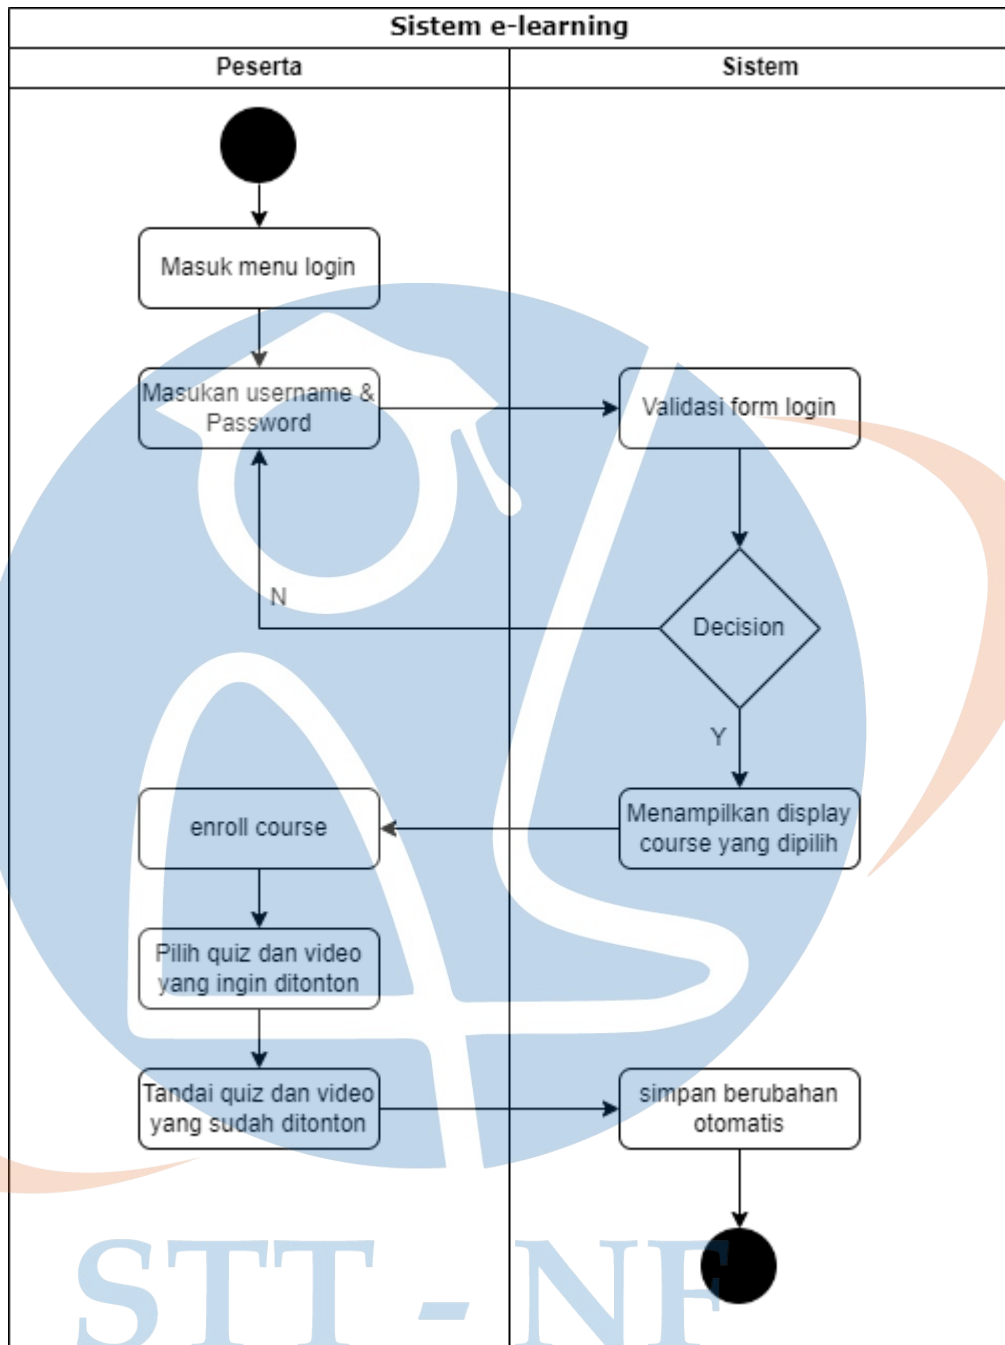 Sistem e-learning
Peserta
Sistem
Masuk menu login
Masukan username &
Password
Validasi form login
N
Decision
Y
enroll course
Menampilkan display
course yang dipilih
Pilih quiz dan video
yang ingin ditonton
Tandai quiz dan video
yang sudah ditonton
simpan berubahan
otomatis
STT - NF